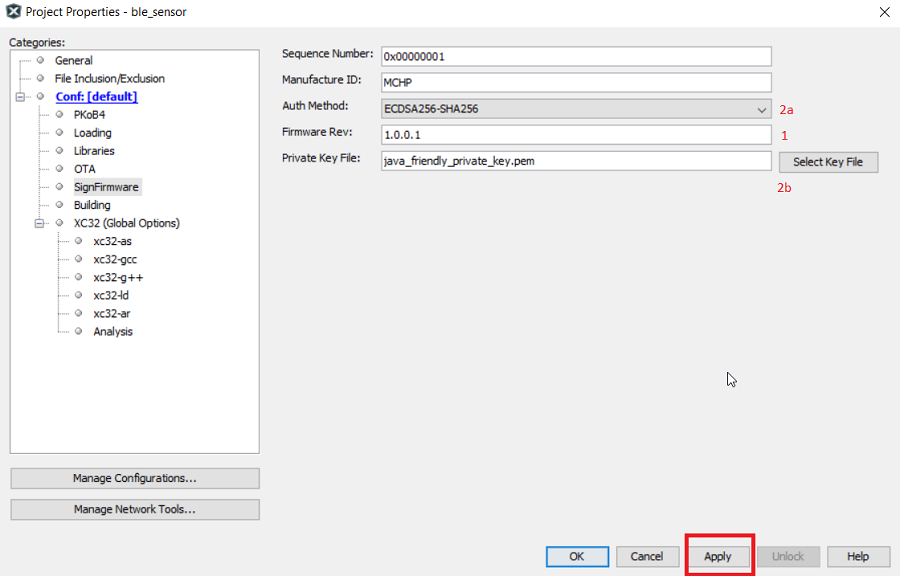 Project Properties - ble_sensor
Categories:
General
File Inclusion/Exclusion
Conf: [default]
PKoB4
Loading
Libraries
OTA
SignFirmware
Building
XC32 (Global Options)
xc32-as
xc32-gcc
xc32-g++
xc32-ld
xc32-ar
Analysis
Manage Configurations...
Manage Network Tools...
Sequence Number: 0x00000001
Manufacture ID: MCHP
Auth Method: ECDSA256-SHA256 2a
Firmware Rev: 1.0.0.1 1
Private Key File: java_friendly_private_key.pem Select Key File
2b
OK Cancel Apply Unlock Help